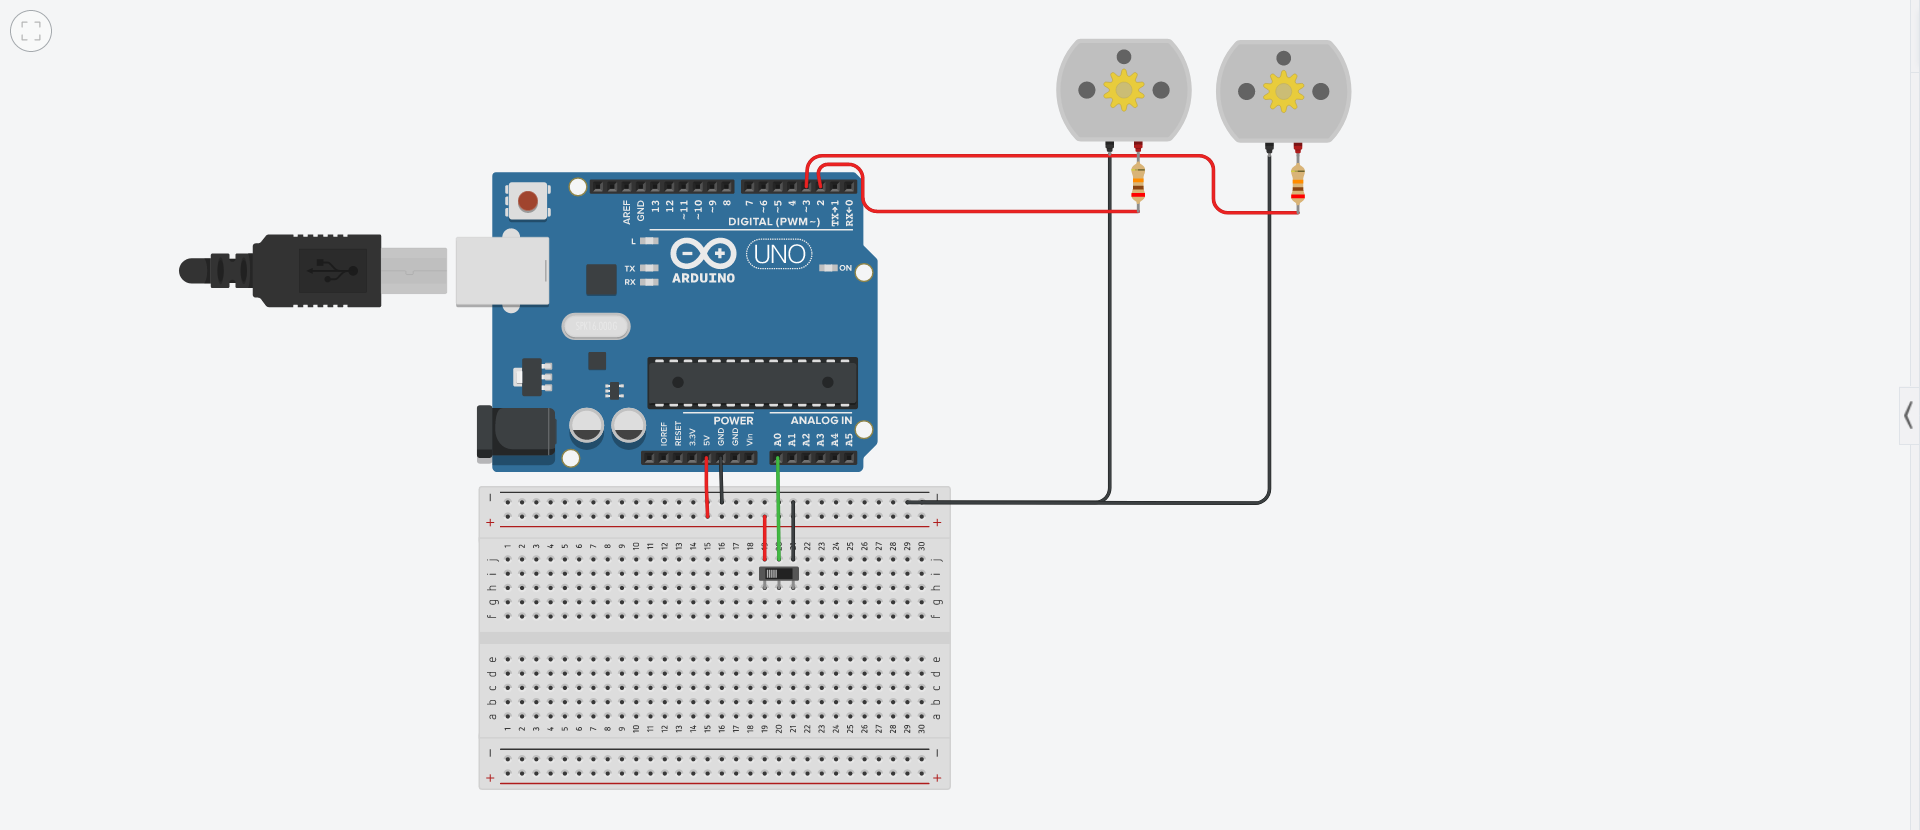 AREF
GND
13
12
~11
~10
~9
8
7
~6
~5
4
~3
2
TX→1
RX←0
DIGITAL (PWM~)
L
TX
RX
ARDUINO
UNO
ON
POWER
ANALOG IN
IOREF
RESET
3.3V
5V
GND
GND
Vin
A0
A1
A2
A3
A4
A5
1 2 3 4 5 6 7 8 9 10 11 12 13 14 15 16 17 18 22 23 24 25 26 27 28 29 30
j j
i i
h h
g g
f f
e e
d d
c c
b b
a a
1 2 3 4 5 6 7 8 9 10 11 12 13 14 15 16 17 18 19 20 21 22 23 24 25 26 27 28 29 30